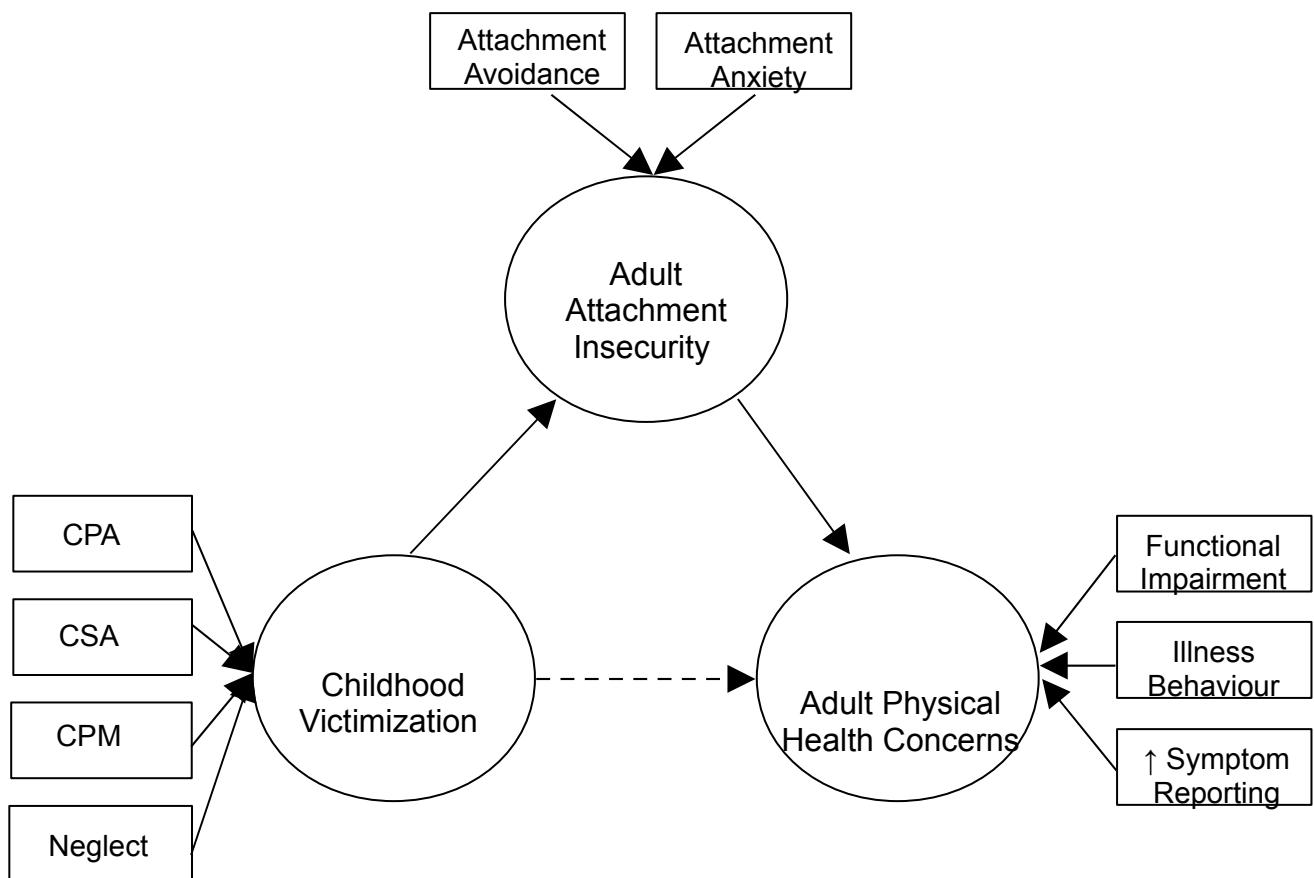 Attachment
Avoidance
Attachment
Anxiety
Adult
Attachment
Insecurity
CPA
CSA
CPM
Neglect
Childhood
Victimization
Adult Physical
Health Concerns
Functional
Impairment
Illness
Behaviour
↑ Symptom
Reporting